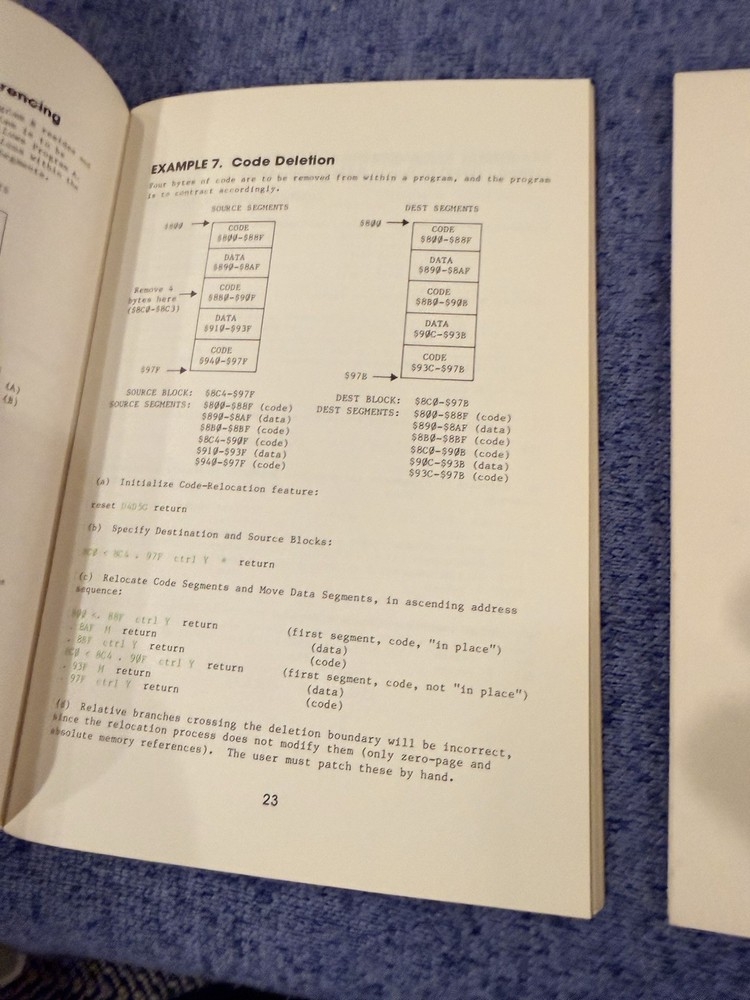 rencing
EXAMPLE 7. Code Deletion
Four bytes of code are to be removed from within a program, and the program
is to contract accordingly.
SOURCE SEGMENTS
$800
CODE
$800-$88F
DATA
$890-$8AF
Remove 4
bytes here
($8C0-$8C3)
CODE
$8B0-$90F
DATA
$910-$93F
CODE
$940-$97F
$97F
DEST SEGMENTS
$800
CODE
$800-$88F
DATA
$890-$8AF
CODE
$8B0-$90B
DATA
$90C-$93B
CODE
$93C-$97B
$97B
SOURCE BLOCK: $8C4-$97F
SOURCE SEGMENTS: $800-$88F (code)
$890-$8AF (data)
$8B0-$8BF (code)
$8C4-$90F (code)
$910-$93F (data)
$940-$97F (code)
DEST BLOCK: $8C0-$97B
DEST SEGMENTS: $800-$88F (code)
$890-$8AF (data)
$8B0-$8BF (code)
$8C0-$90B (code)
$90C-$93B (data)
$93C-$97B (code)
(a) Initialize Code-Relocation feature:
reset D4D5G return
(b) Specify Destination and Source Blocks:
8C0 < 8C4 . 97F ctrl Y * return
(c) Relocate Code Segments and Move Data Segments, in ascending address
sequence:
800 <. 88F ctrl Y return (first segment, code, "in place")
. 8AF M return (data)
. 8BF ctrl Y return (code)
8C0 < 8C4 . 90F ctrl Y return (first segment, code, not "in place")
. 93F M return (data)
. 97F ctrl Y return (code)
(d) Relative branches crossing the deletion boundary will be incorrect,
since the relocation process does not modify them (only zero-page and
absolute memory references). The user must patch these by hand.
23
(A)
(B)